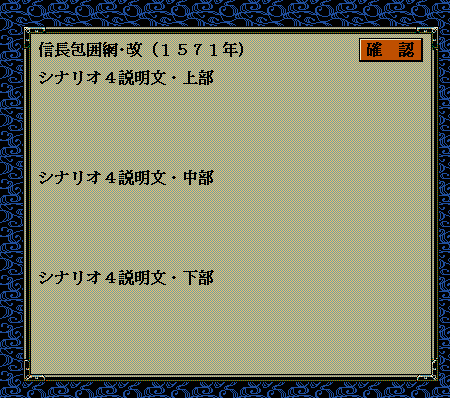 信長包囲網・改（１５７１年）
確　認
シナリオ４説明文・上部
シナリオ４説明文・中部
シナリオ４説明文・下部